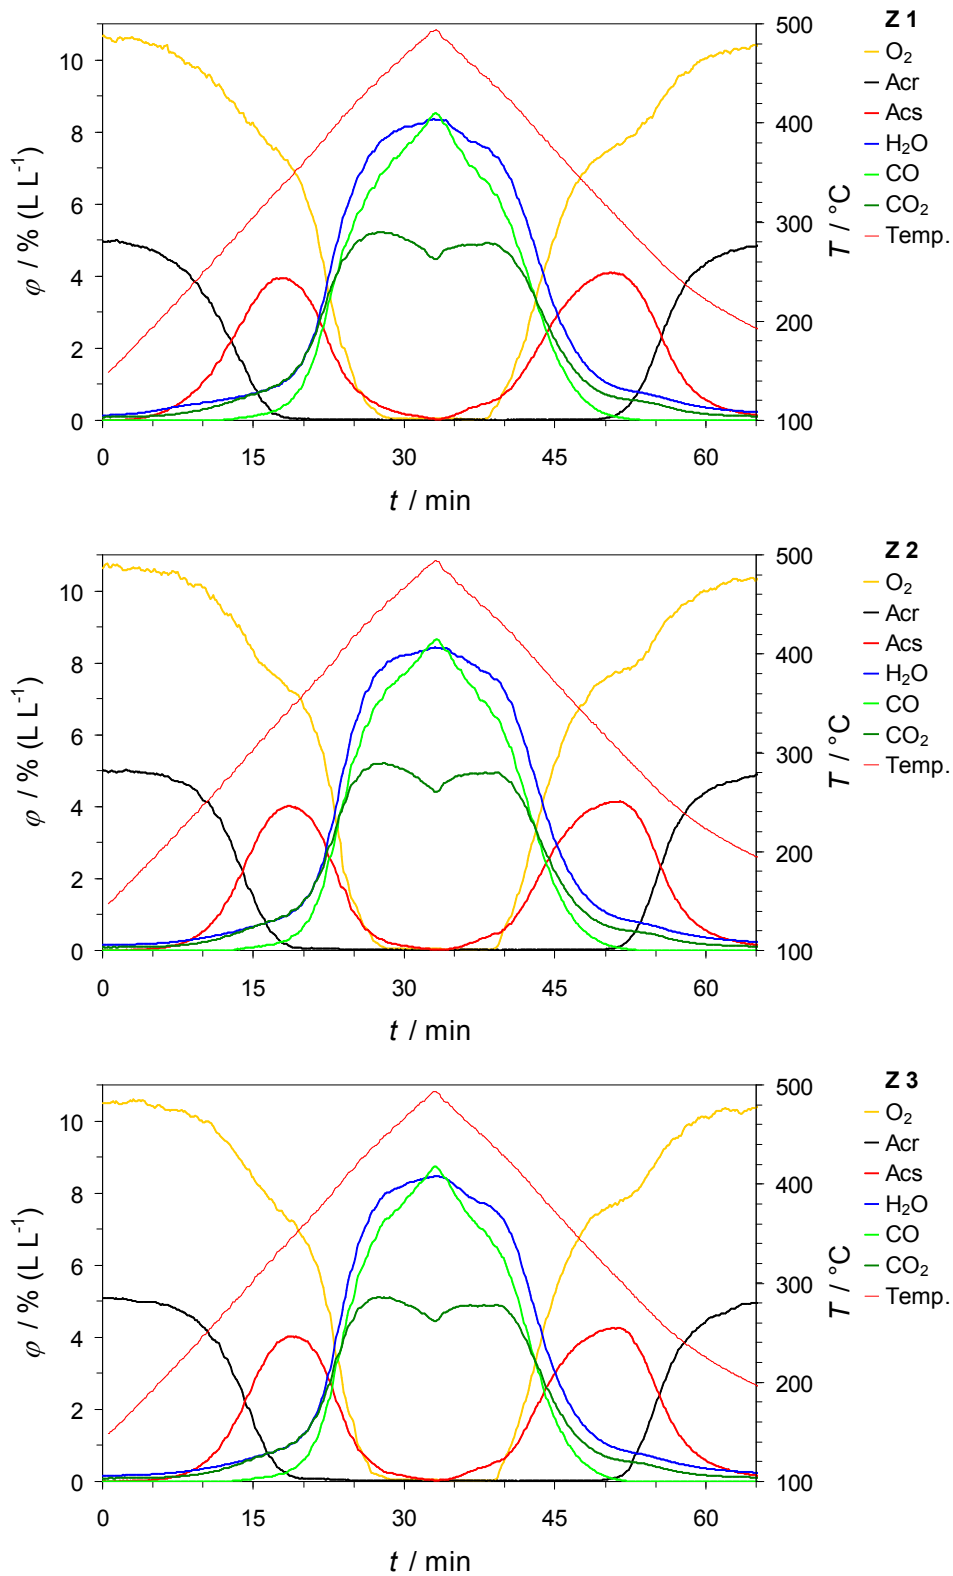 Z 1
O₂
Acr
Acs
H₂O
CO
CO₂
Temp.
φ / % (L L⁻¹)
10
8
6
4
2
0
500
400
300
200
100
T / °C
0 15 30 45 60
t / min
Z 2
O₂
Acr
Acs
H₂O
CO
CO₂
Temp.
φ / % (L L⁻¹)
10
8
6
4
2
0
500
400
300
200
100
T / °C
0 15 30 45 60
t / min
Z 3
O₂
Acr
Acs
H₂O
CO
CO₂
Temp.
φ / % (L L⁻¹)
10
8
6
4
2
0
500
400
300
200
100
T / °C
0 15 30 45 60
t / min